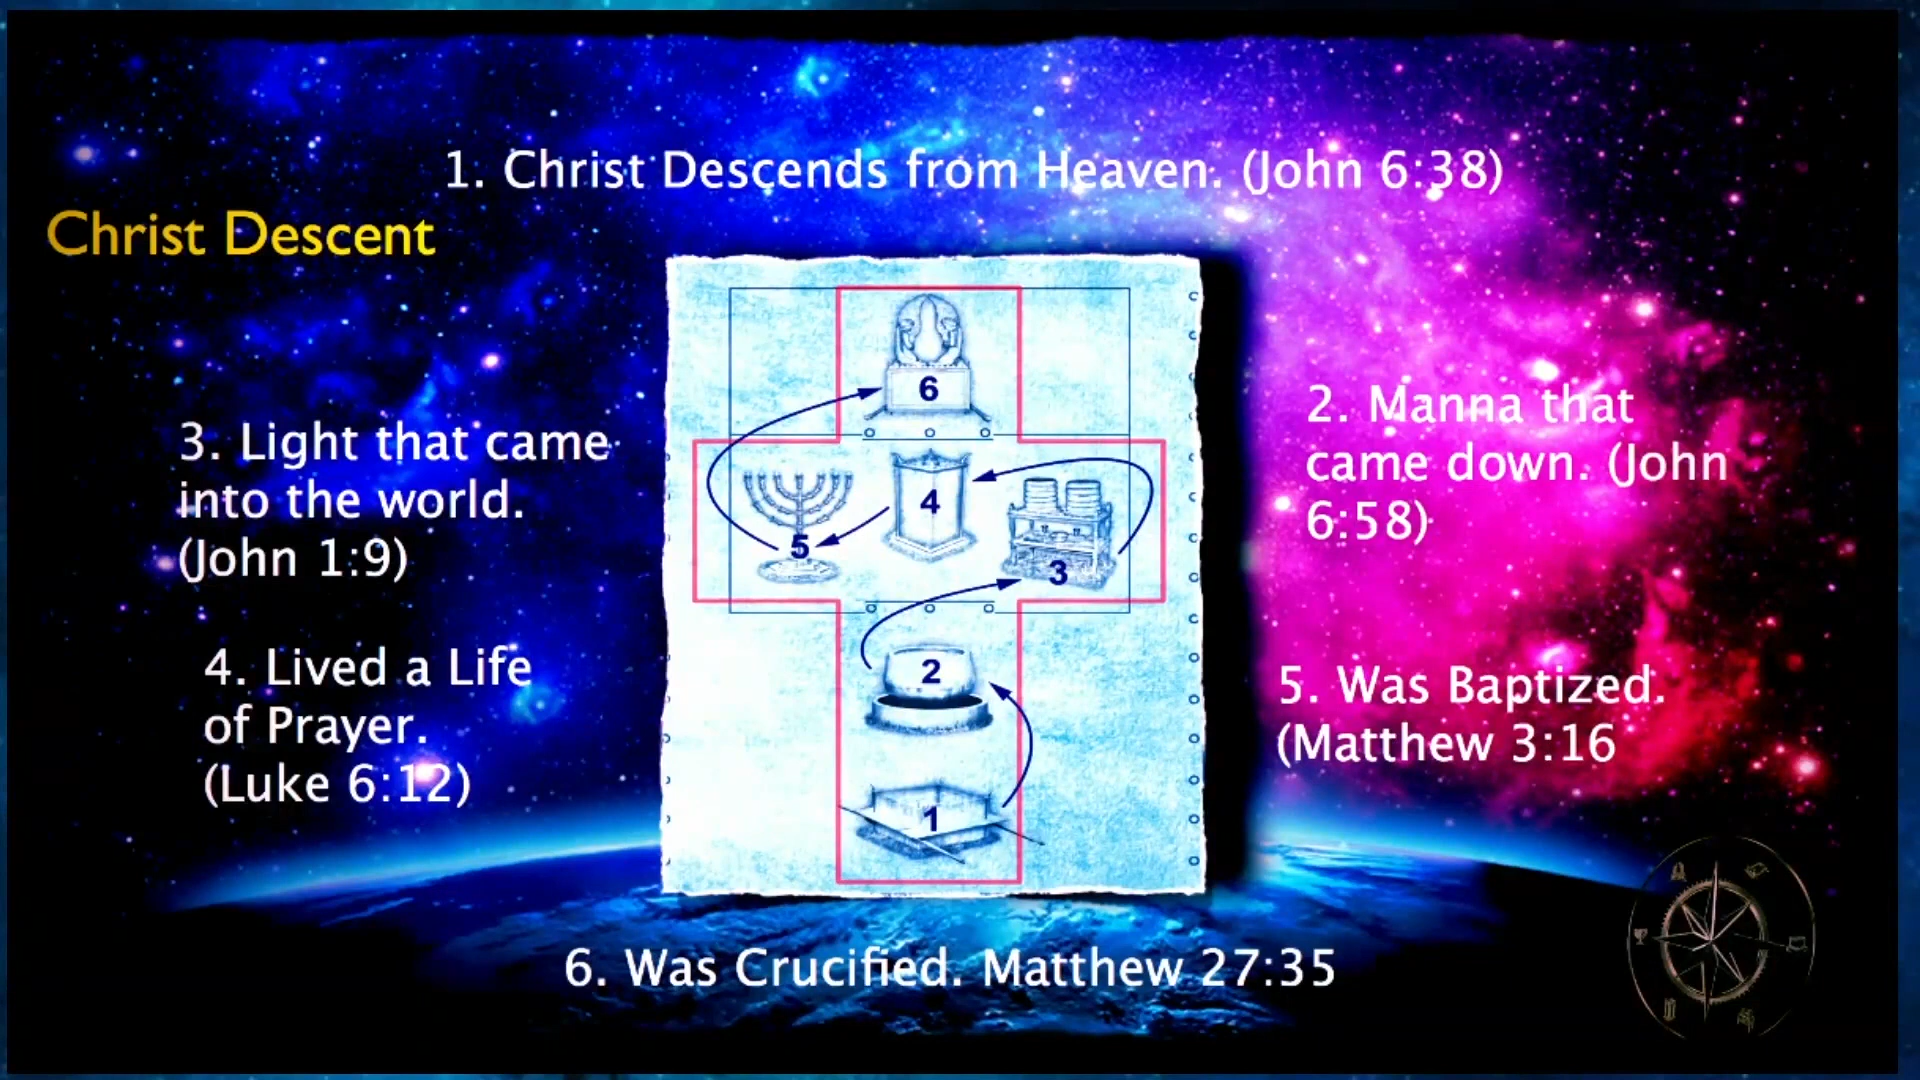 1. Christ Descends from Heaven. (John 6:38)
Christ Descent
3. Light that came
into the world.
(John 1:9)
4. Lived a Life
of Prayer.
(Luke 6:12)
6
4
5
3
2
1
2. Manna that
came down. (John
6:58)
5. Was Baptized.
(Matthew 3:16
6. Was Crucified. Matthew 27:35